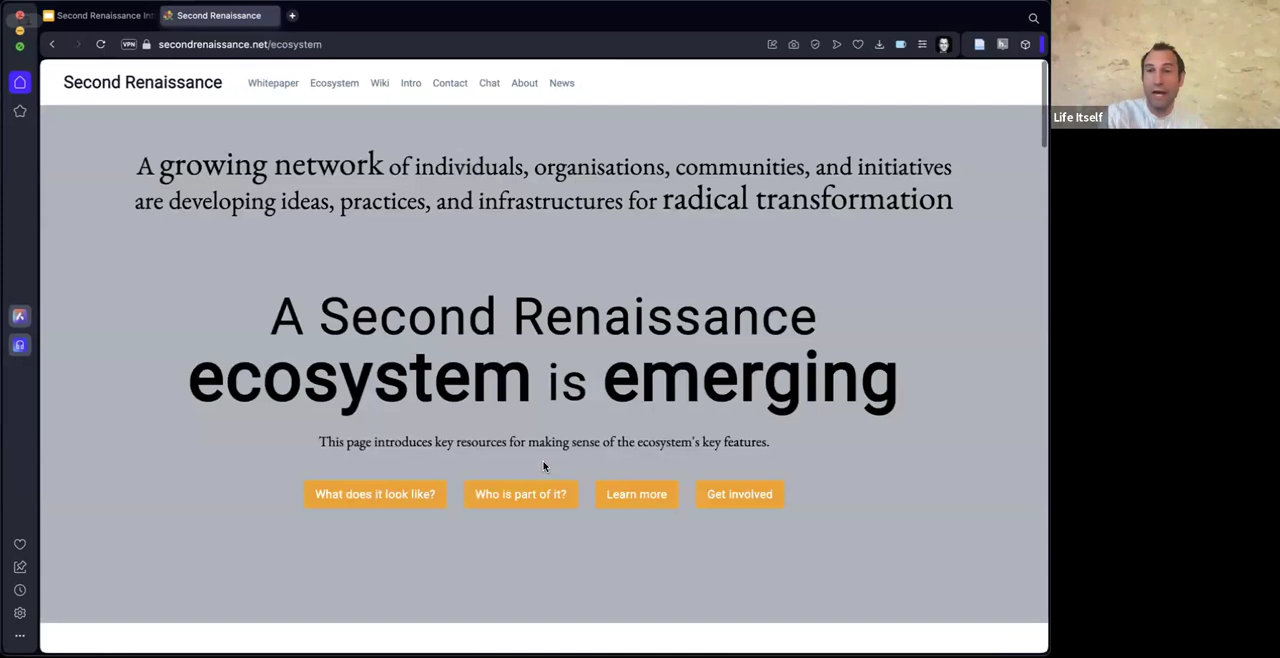 Second Renaissance Int
Second Renaissance
VPN
secondrenaissance.net/ecosystem
Second Renaissance
Whitepaper
Ecosystem
Wiki
Intro
Contact
Chat
About
News
A growing network of individuals, organisations, communities, and initiatives
are developing ideas, practices, and infrastructures for radical transformation
A Second Renaissance
ecosystem is emerging
This page introduces key resources for making sense of the ecosystem's key features.
What does it look like?
Who is part of it?
Learn more
Get involved
Life Itself